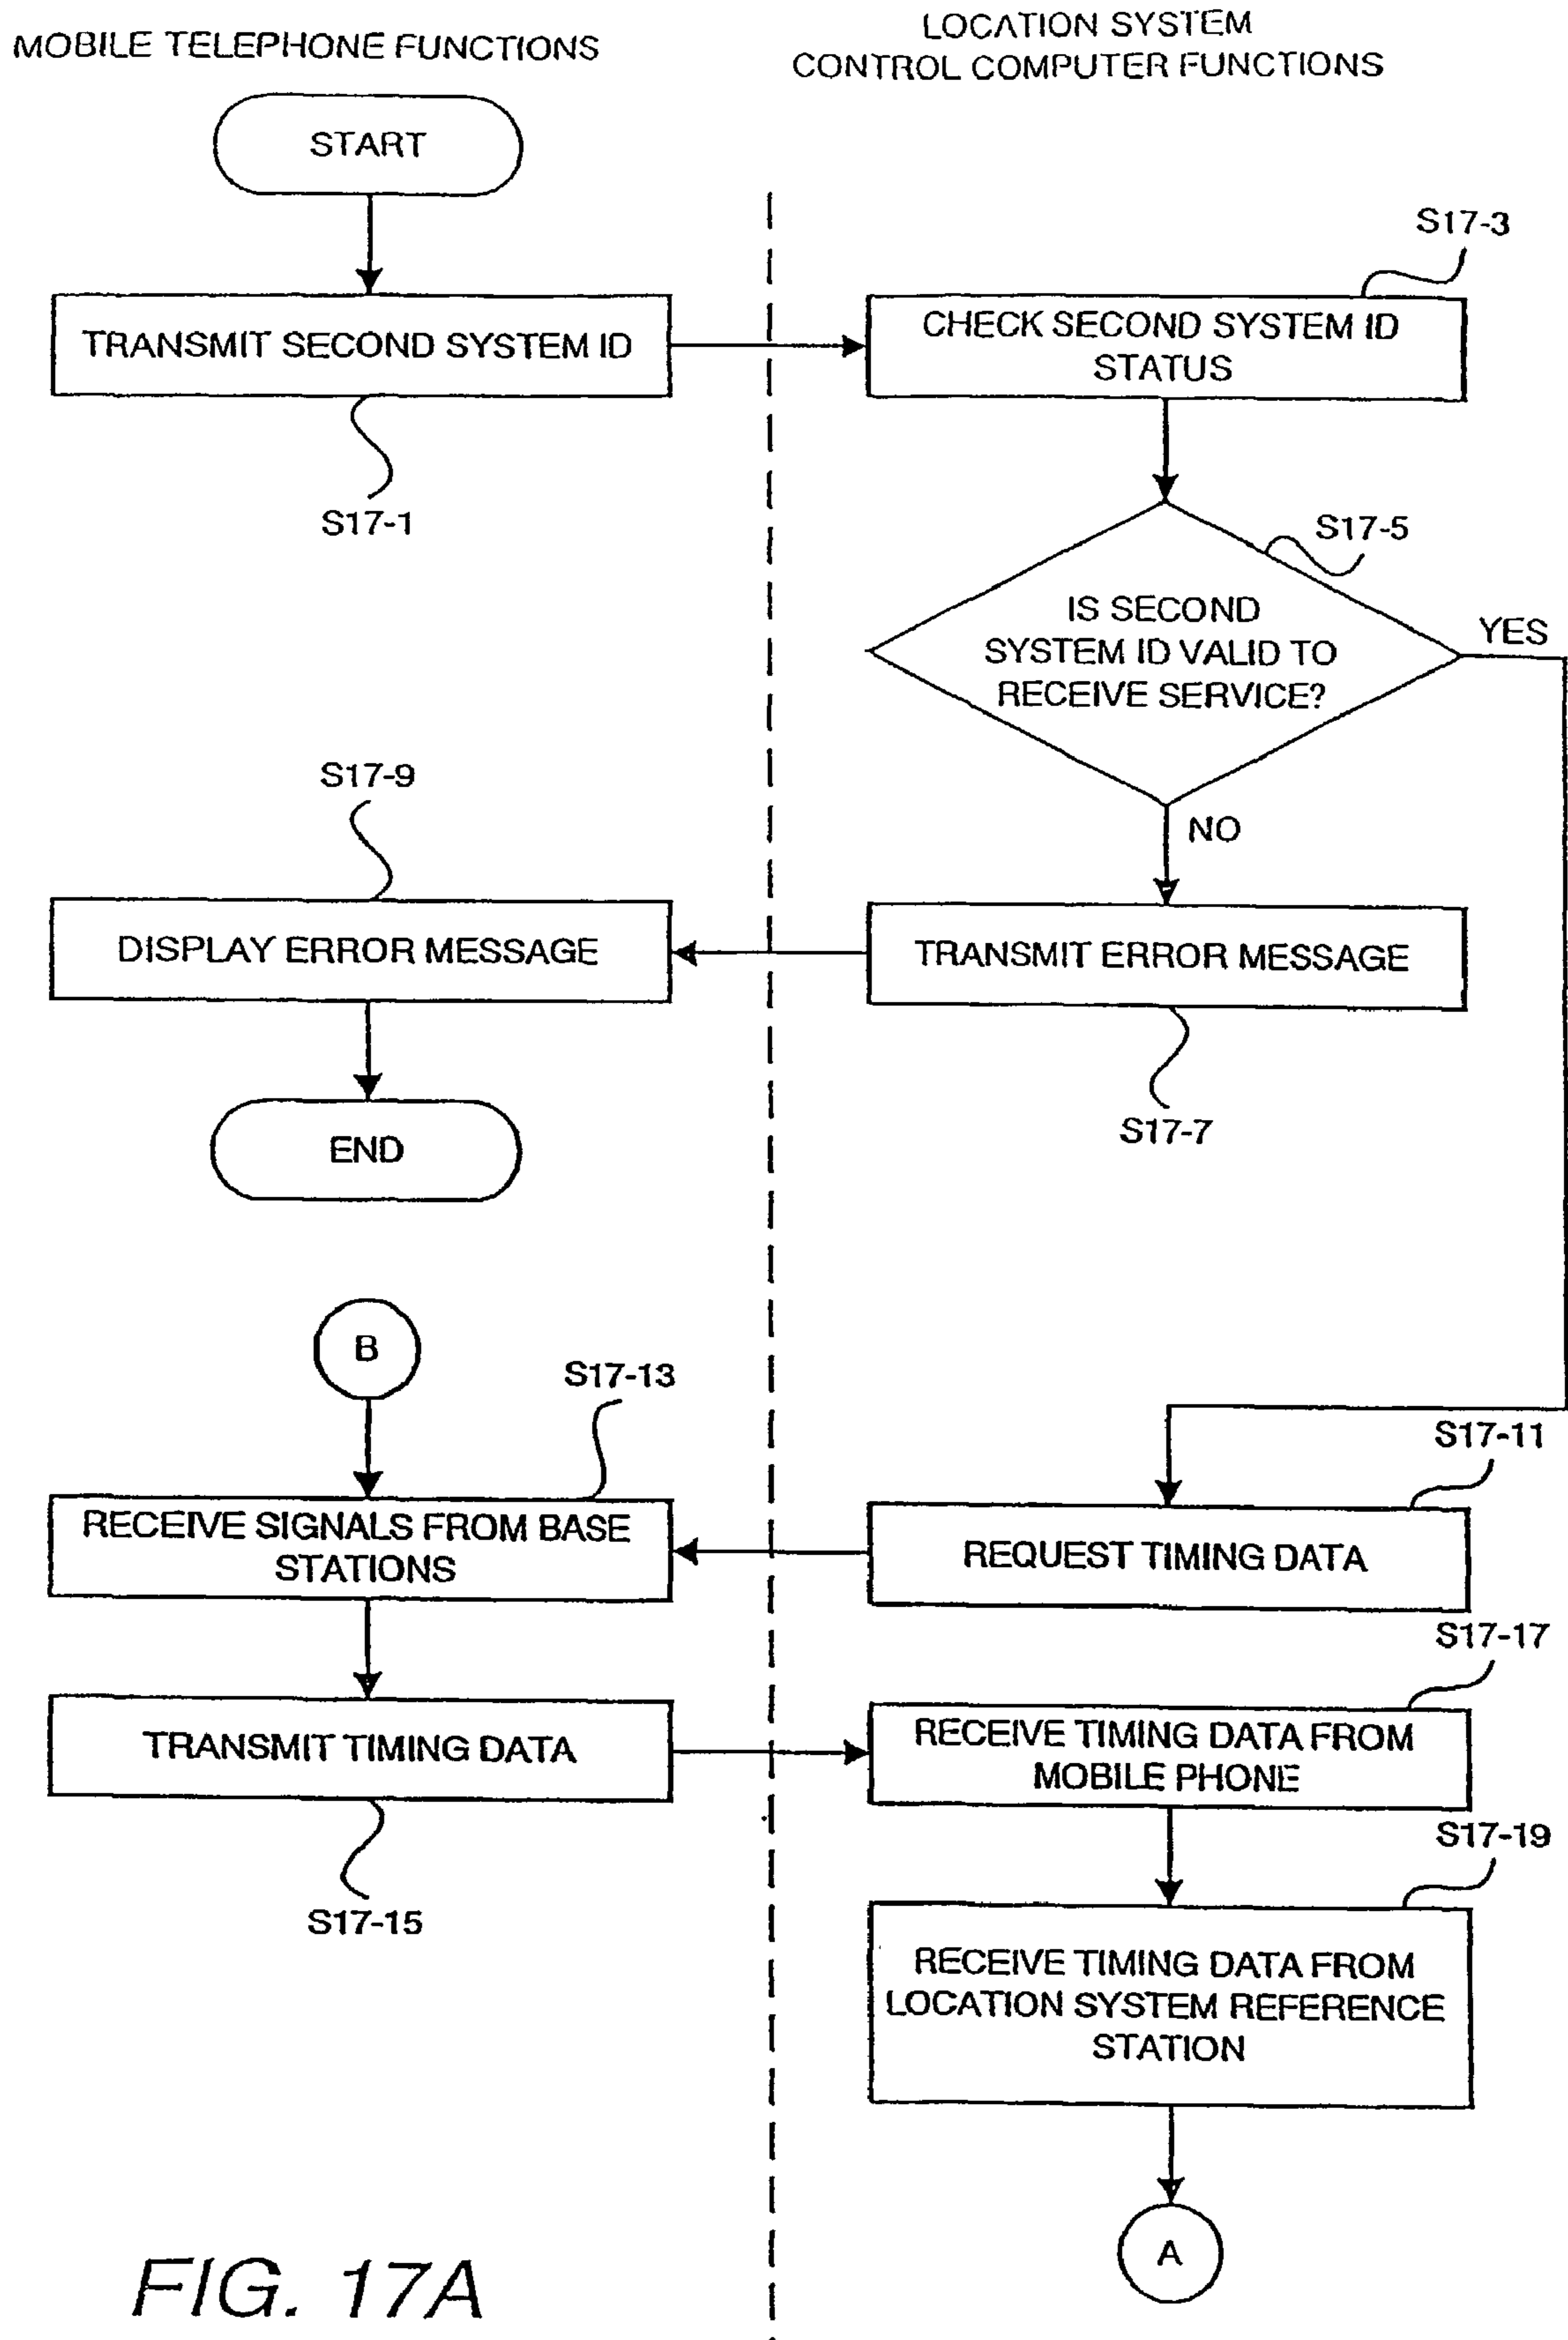 MOBILE TELEPHONE FUNCTIONS
LOCATION SYSTEM
CONTROL COMPUTER FUNCTIONS
START
S17-3
TRANSMIT SECOND SYSTEM ID
CHECK SECOND SYSTEM ID
STATUS
S17-1
S17-5
IS SECOND
SYSTEM ID VALID TO
RECEIVE SERVICE?
YES
S17-9
NO
DISPLAY ERROR MESSAGE
TRANSMIT ERROR MESSAGE
S17-7
END
B
S17-13
S17-11
RECEIVE SIGNALS FROM BASE
STATIONS
REQUEST TIMING DATA
S17-17
TRANSMIT TIMING DATA
RECEIVE TIMING DATA FROM
MOBILE PHONE
S17-19
S17-15
RECEIVE TIMING DATA FROM
LOCATION SYSTEM REFERENCE
STATION
A
FIG. 17A